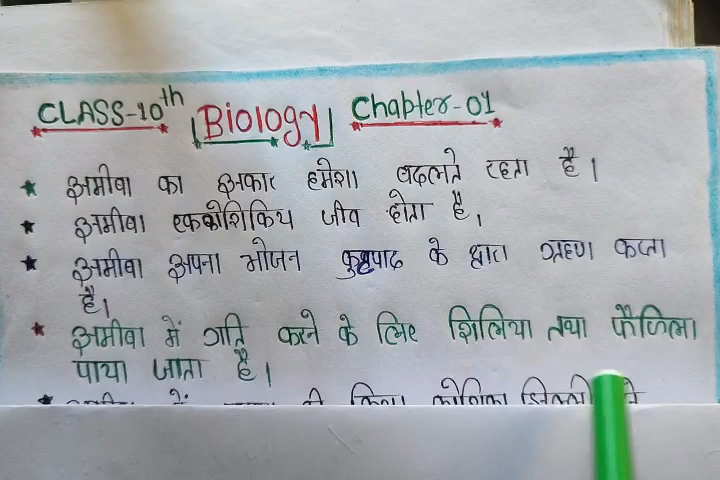 CLASS-10th Biology Chapter-01
★ अमीबा का अकार हमेशा बदलते रहता है।
★ अमीबा एककोशिकिय जीव होता है,
★ अमीबा अपना भोजन कुटपाद के द्वारा ग्रहण करता
है।
★ अमीबा में गति करने के लिए शिलिया तथा फैजिला
पाया जाता है।